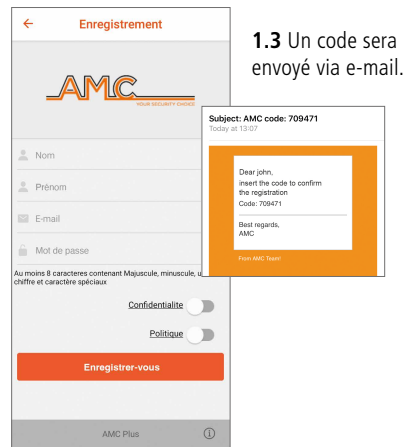 Enregistrement
1.3 Un code sera
envoyé via e-mail.
AMC
YOUR SECURITY CHOICE
Subject: AMC code: 709471
Today at 13:07
Dear john,
insert the code to confirm
the registration
Code: 709471
Best regards,
AMC
From AMC Team!
Nom
Prénom
E-mail
Mot de passe
Au moins 8 caracteres contenant Majuscule, minuscule, u
chiffre et caractère spéciaux
Confidentialite
Politique
Enregistrer-vous
AMC Plus